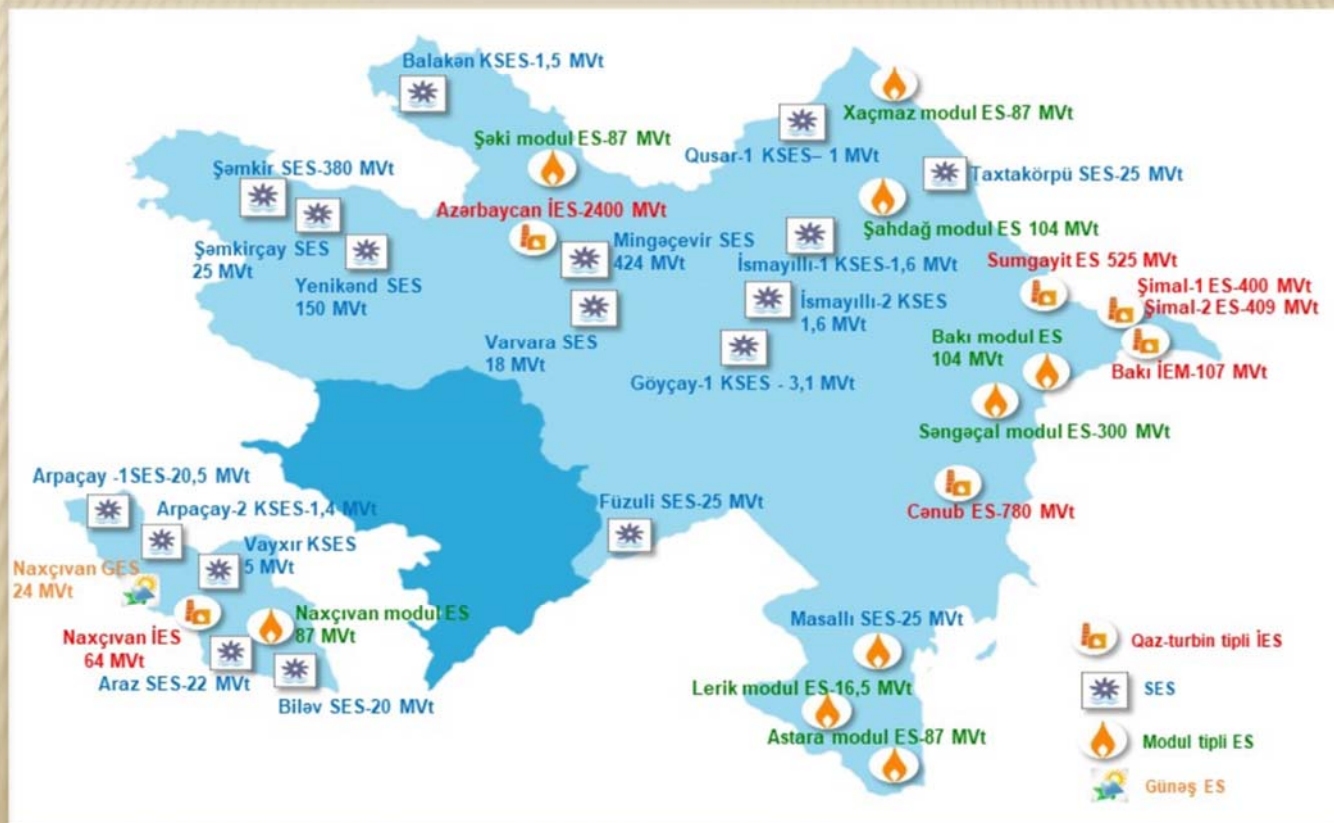 Balakən KSES-1,5 MVt
Xaçmaz modul ES-87 MVt
Şəki modul ES-87 MVt
Qusar-1 KSES– 1 MVt
Şəmkir SES-380 MVt
Taxtakörpü SES-25 MVt
Azərbaycan İES-2400 MVt
Şahdağ modul ES 104 MVt
Mingəçevir SES
424 MVt
Şəmkirçay SES
25 MVt
İsmayıllı-1 KSES-1,6 MVt
Sumgayit ES 525 MVt
Yenikənd SES
150 MVt
İsmayıllı-2 KSES
1,6 MVt
Şimal-1 ES-400 MVt
Şimal-2 ES-409 MVt
Varvara SES
18 MVt
Bakı modul ES
104 MVt
Göyçay-1 KSES - 3,1 MVt
Bakı İEM-107 MVt
Səngəçal modul ES-300 MVt
Arpaçay -1SES-20,5 MVt
Füzuli SES-25 MVt
Arpaçay-2 KSES-1,4 MVt
Cənub ES-780 MVt
Vayxır KSES
5 MVt
Naxçıvan GES
24 MVt
Naxçıvan modul ES
87 MVt
Masallı SES-25 MVt
Naxçıvan İES
64 MVt
Araz SES-22 MVt
Biləv SES-20 MVt
Lerik modul ES-16,5 MVt
Astara modul ES-87 MVt
Qaz-turbin tipli İES
SES
Modul tipli ES
Günəş ES